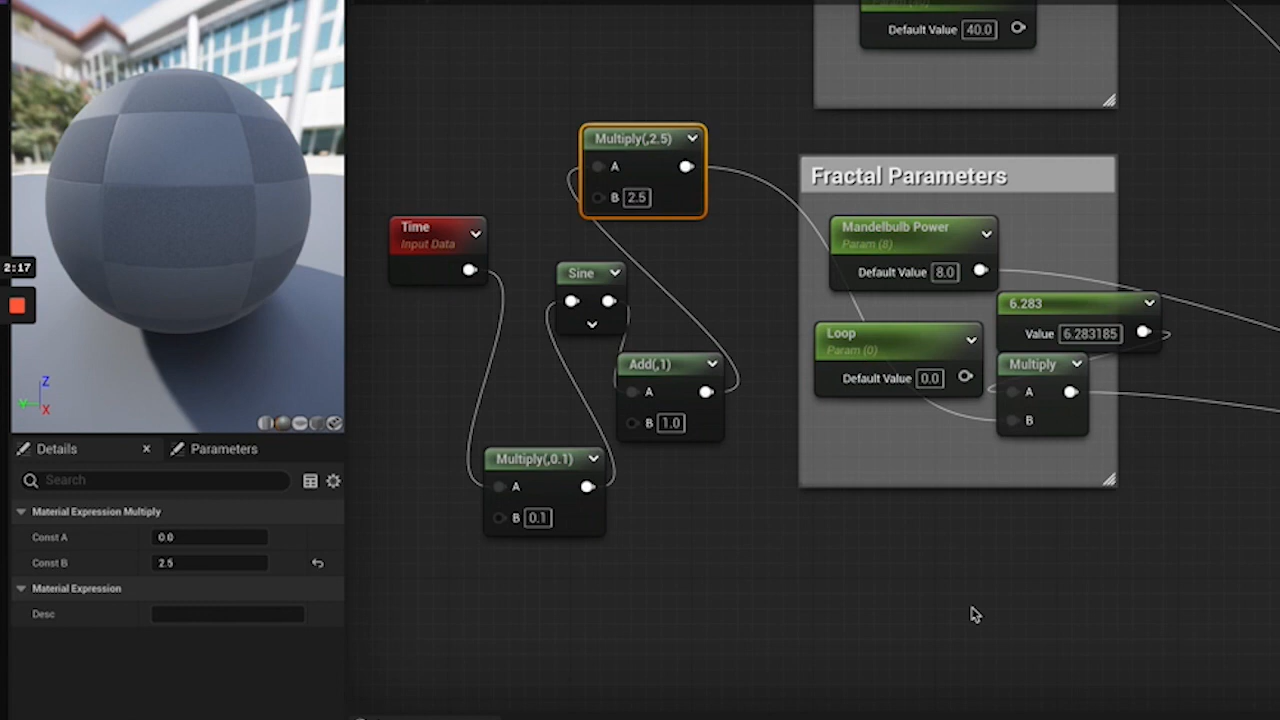 Default Value 40.0
Multiply(,2.5)
A
B 2.5
Fractal Parameters
Time
Input Data
Mandelbulb Power
Param (8)
Default Value 8.0
Sine
6.283
Value 6.283185
Loop
Param (0)
Default Value 0.0
Multiply
A
B
Add(,1)
A
B 1.0
Multiply(,0.1)
A
B 0.1
2:17
Z
Y
X
Details
Parameters
Search
Material Expression Multiply
Const A 0.0
Const B 2.5
Material Expression
Desc